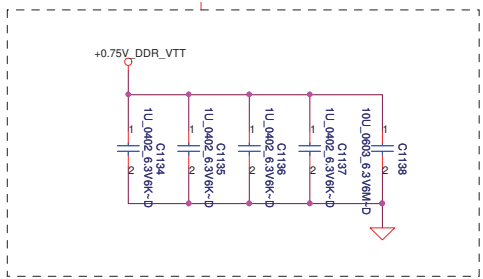 +0.75V_DDR_VTT
1
2
C1134
1U_0402_6.3V6K~D
1
2
C1135
1U_0402_6.3V6K~D
1
2
C1136
1U_0402_6.3V6K~D
1
2
C1137
1U_0402_6.3V6K~D
1
2
C1138
10U_0603_6.3V6M~D